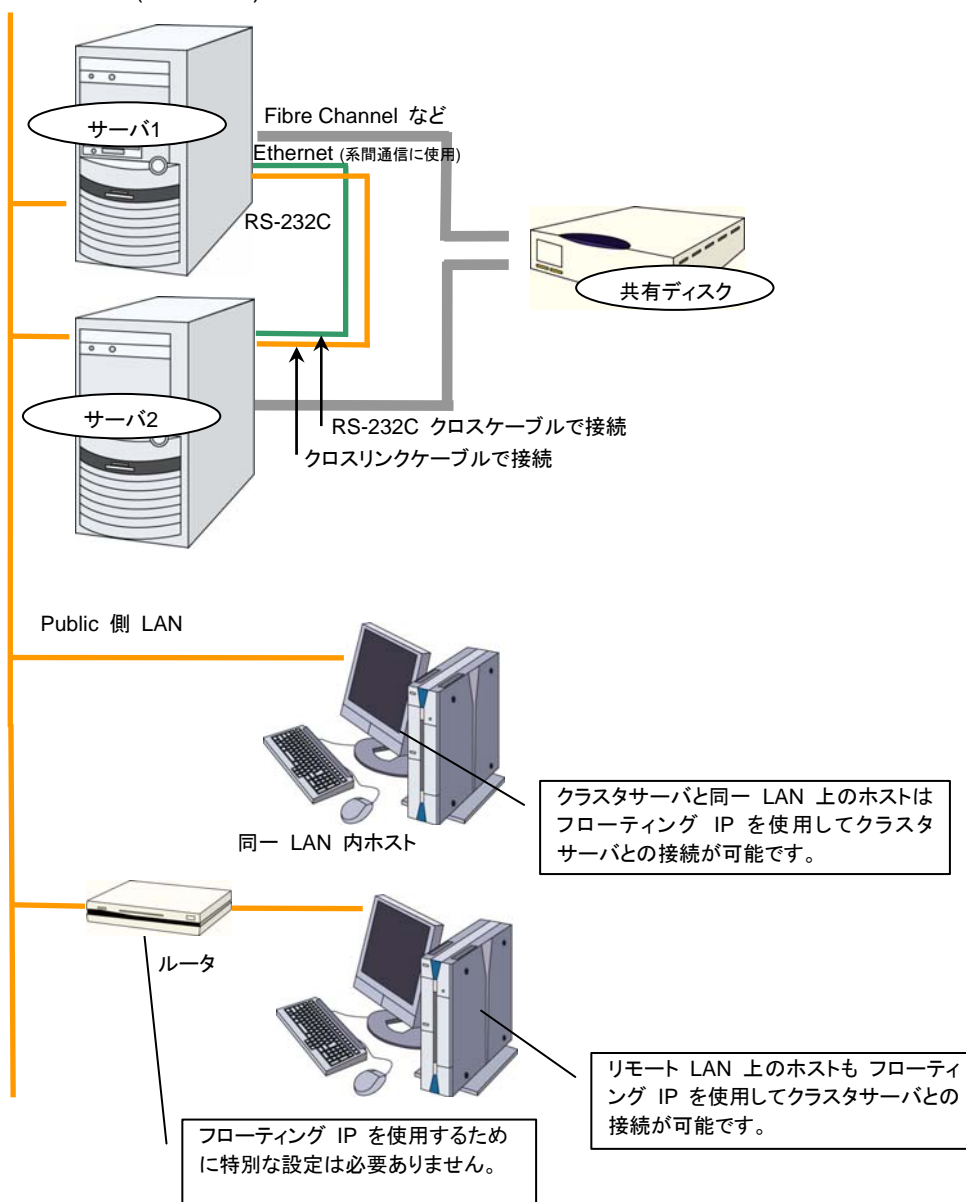 サーバ1
Fibre Channel など
Ethernet (系間通信に使用)
RS-232C
共有ディスク
サーバ2
RS-232C クロスケーブルで接続
クロスリンクケーブルで接続
Public 側 LAN
クラスタサーバと同一 LAN 上のホストは
フローティング IP を使用してクラスタ
サーバとの接続が可能です。
同一 LAN 内ホスト
ルータ
リモート LAN 上のホストも フローティ
ング IP を使用してクラスタサーバとの
接続が可能です。
フローティング IP を使用するため
に特別な設定は必要ありません。